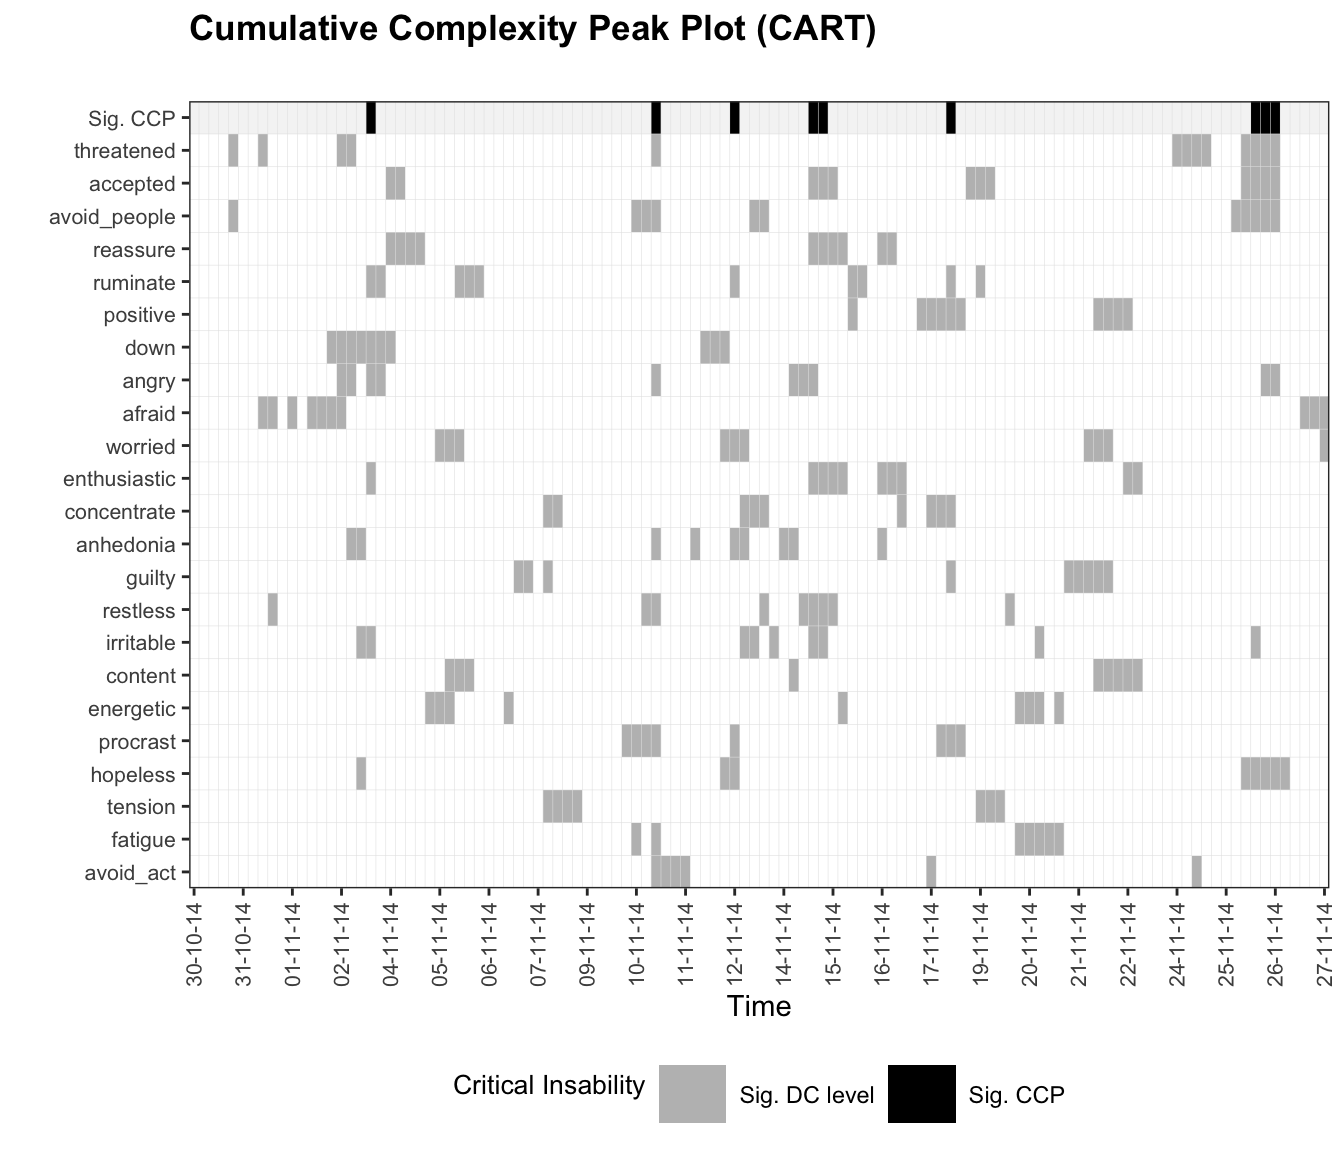 Cumulative Complexity Peak Plot (CART)
Sig. CCP
threatened
accepted
avoid_people
reassure
ruminate
positive
down
angry
afraid
worried
enthusiastic
concentrate
anhedonia
guilty
restless
irritable
content
energetic
procrast
hopeless
tension
fatigue
avoid_act
30-10-14
31-10-14
01-11-14
02-11-14
04-11-14
05-11-14
06-11-14
07-11-14
09-11-14
10-11-14
11-11-14
12-11-14
14-11-14
15-11-14
16-11-14
17-11-14
19-11-14
20-11-14
21-11-14
22-11-14
24-11-14
25-11-14
26-11-14
27-11-14
Time
Critical Insability Sig. DC level Sig. CCP